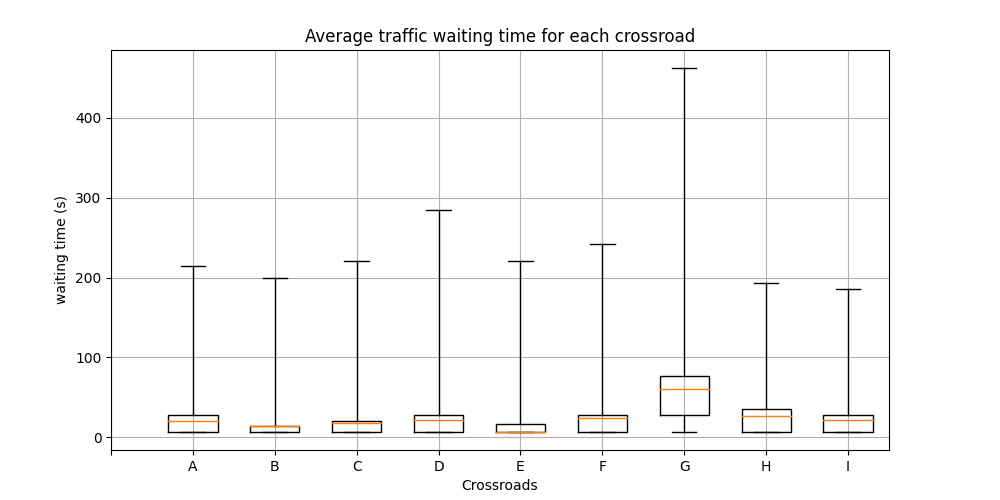 Average traffic waiting time for each crossroad
waiting time (s)
400
300
200
100
0
A B C D E F G H I
Crossroads